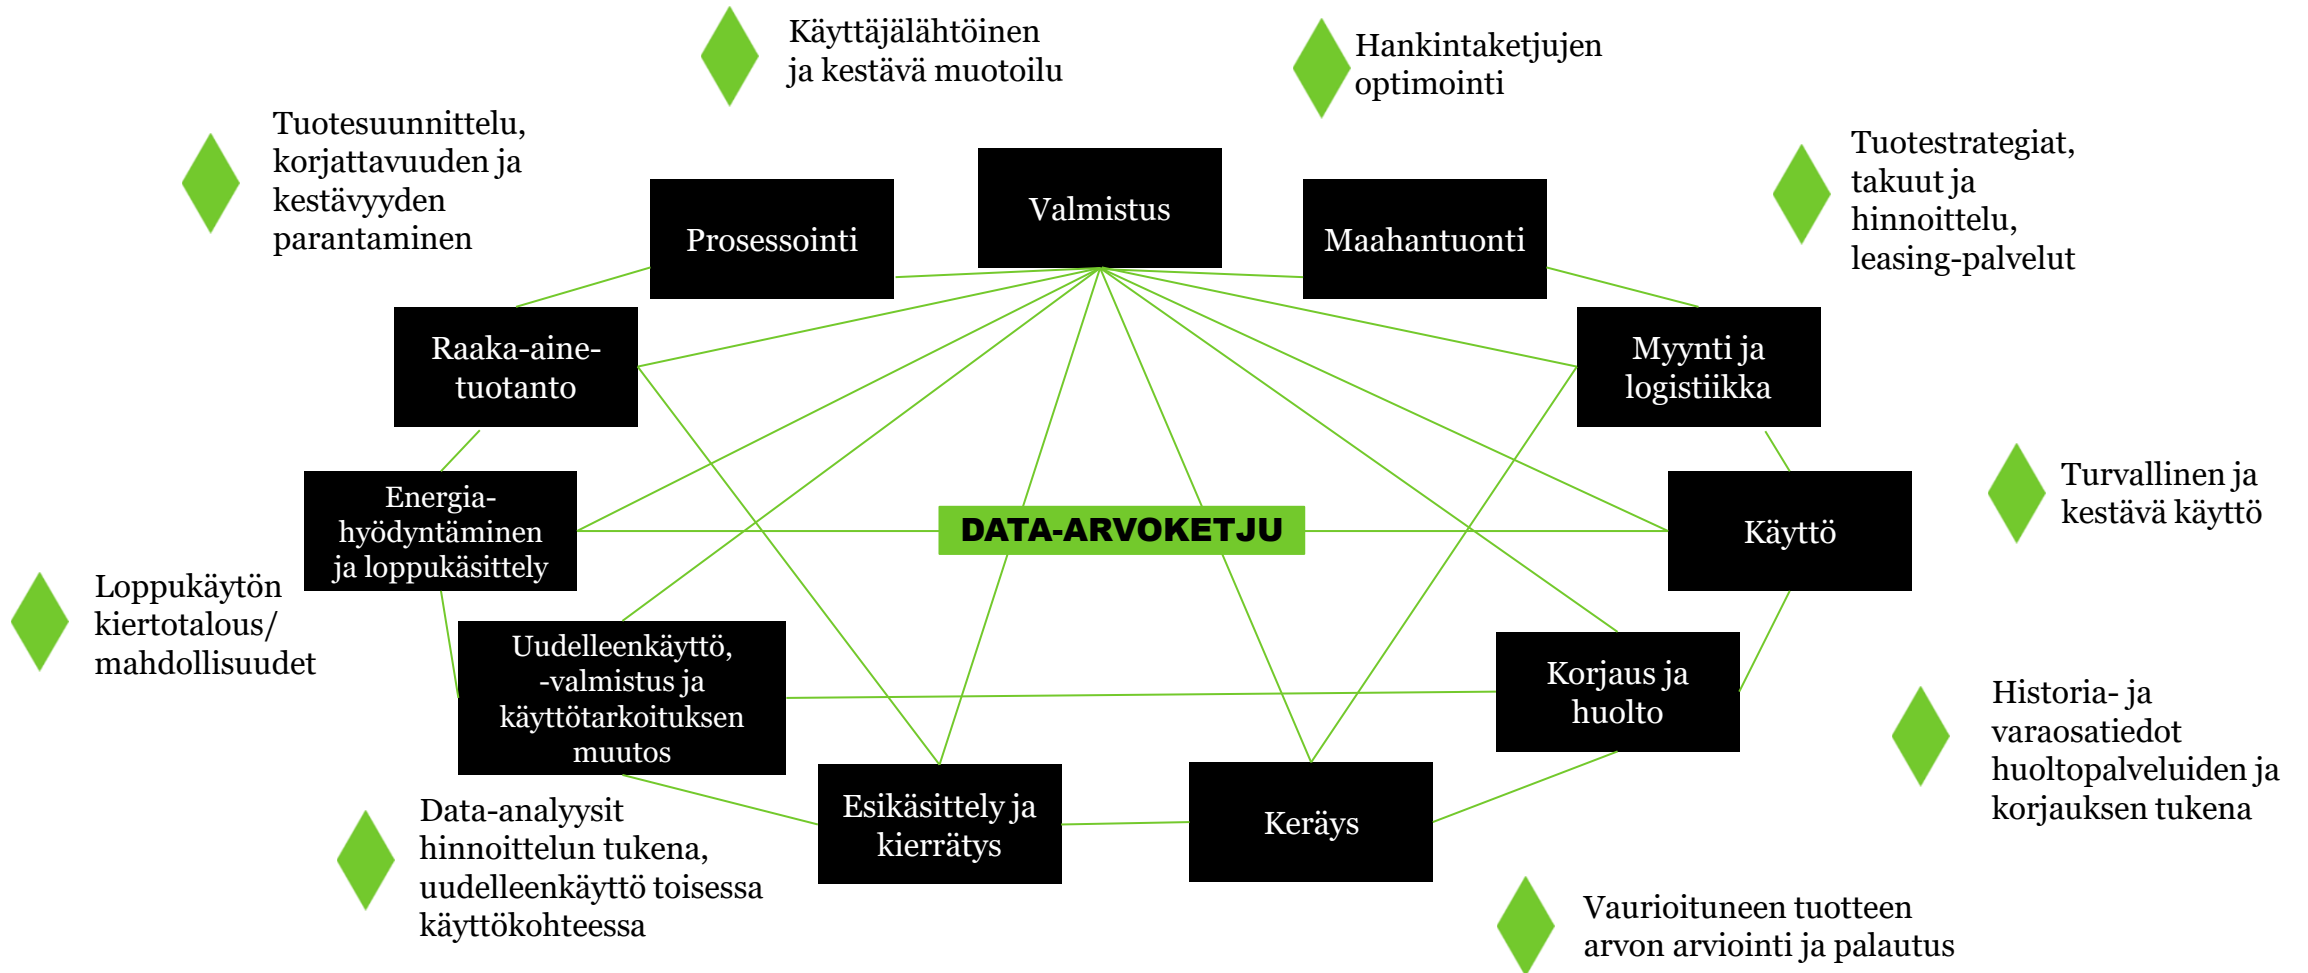 Käyttäjälähtöinen
ja kestävä muotoilu
Hankintaketjujen
optimointi
Tuotesuunnittelu,
korjattavuuden ja
kestävyyden
parantaminen
Tuotestrategiat,
takuut ja
hinnoittelu,
leasing-palvelut
Valmistus
Prosessointi
Maahantuonti
Raaka-aine-
tuotanto
Myynti ja
logistiikka
Energia-
hyödyntäminen
ja loppukäsittely
DATA-ARVOKETJU
Käyttö
Turvallinen ja
kestävä käyttö
Loppukäytön
kiertotalous/
mahdollisuudet
Uudelleenkäyttö,
-valmistus ja
käyttötarkoituksen
muutos
Korjaus ja
huolto
Historia- ja
varaosatiedot
huoltopalveluiden ja
korjauksen tukena
Esikäsittely ja
kierrätys
Keräys
Data-analyysit
hinnoittelun tukena,
uudelleenkäyttö toisessa
käyttökohteessa
Vaurioituneen tuotteen
arvon arviointi ja palautus